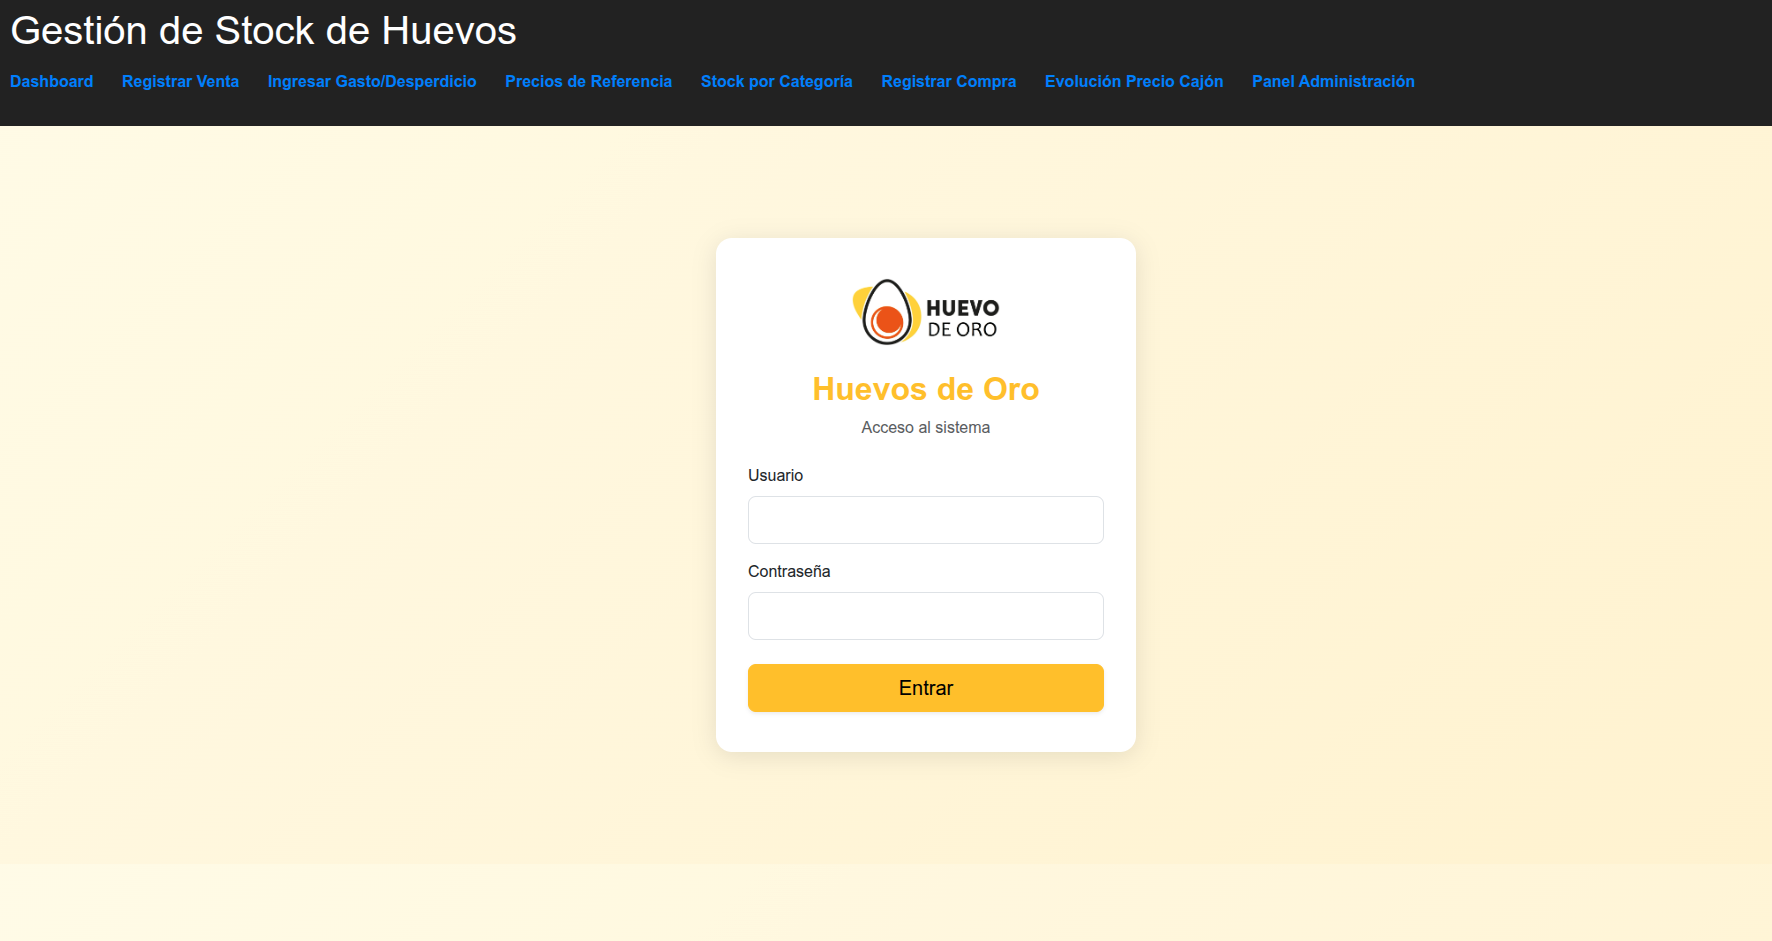 Gestión de Stock de Huevos
Dashboard Registrar Venta Ingresar Gasto/Desperdicio Precios de Referencia Stock por Categoría Registrar Compra Evolución Precio Cajón Panel Administración
HUEVO
DE ORO
Huevos de Oro
Acceso al sistema
Usuario
Contraseña
Entrar